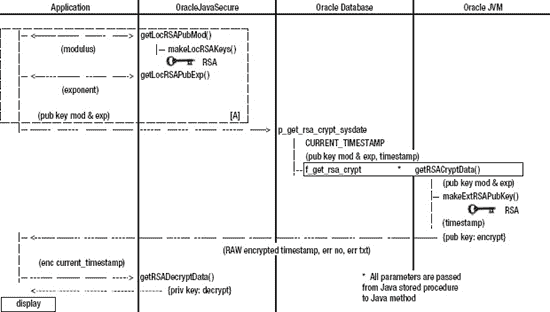 Application OracleJavaSecure Oracle Database Oracle JVM
getLocRSAPubMod()
(modulus) makeLocRSAKeys()
RSA
getLocRSAPubExp()
(exponent)
(pub key mod & exp) [A]
p_get_rsa_crypt_sysdate
CURRENT_TIMESTAMP
(pub key mod & exp, timestamp)
f_get_rsa_crypt * getRSACryptData()
(pub key mod & exp)
makeExtRSAPubKey()
RSA
(timestamp)
{pub key: encrypt}
(RAW encrypted timestamp, err no, err txt)
(enc current_timestamp)
getRSADecryptData()
{priv key: decrypt}
* All parameters are passed
from Java stored procedure
to Java method
display